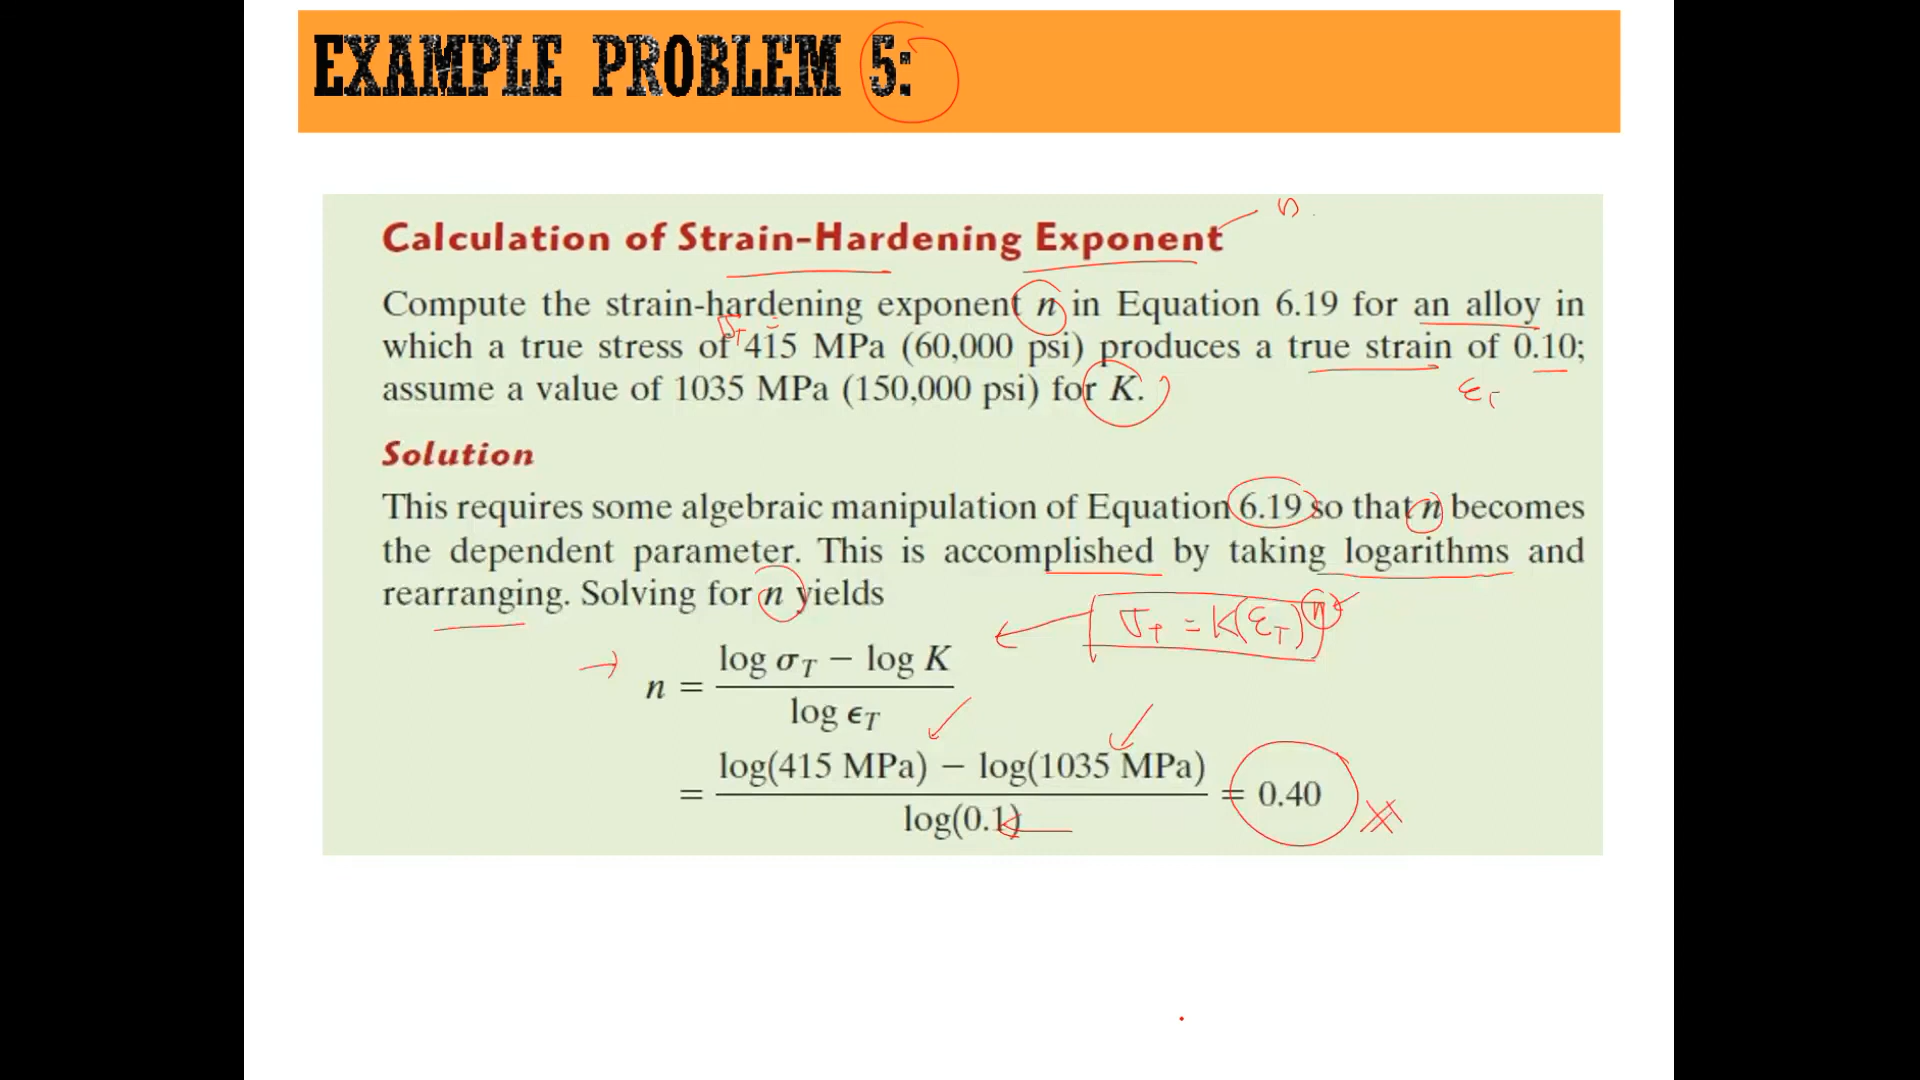 EXAMPLE PROBLEM 5:
n
Calculation of Strain-Hardening Exponent
Compute the strain-hardening exponent n in Equation 6.19 for an alloy in
σT =
which a true stress of 415 MPa (60,000 psi) produces a true strain of 0.10;
assume a value of 1035 MPa (150,000 psi) for K.
εT
Solution
This requires some algebraic manipulation of Equation 6.19 so that n becomes
the dependent parameter. This is accomplished by taking logarithms and
rearranging. Solving for n yields
σT = K(εT)^n
n = (log σT − log K) / (log ϵT)
= (log(415 MPa) − log(1035 MPa)) / (log(0.1)) = 0.40